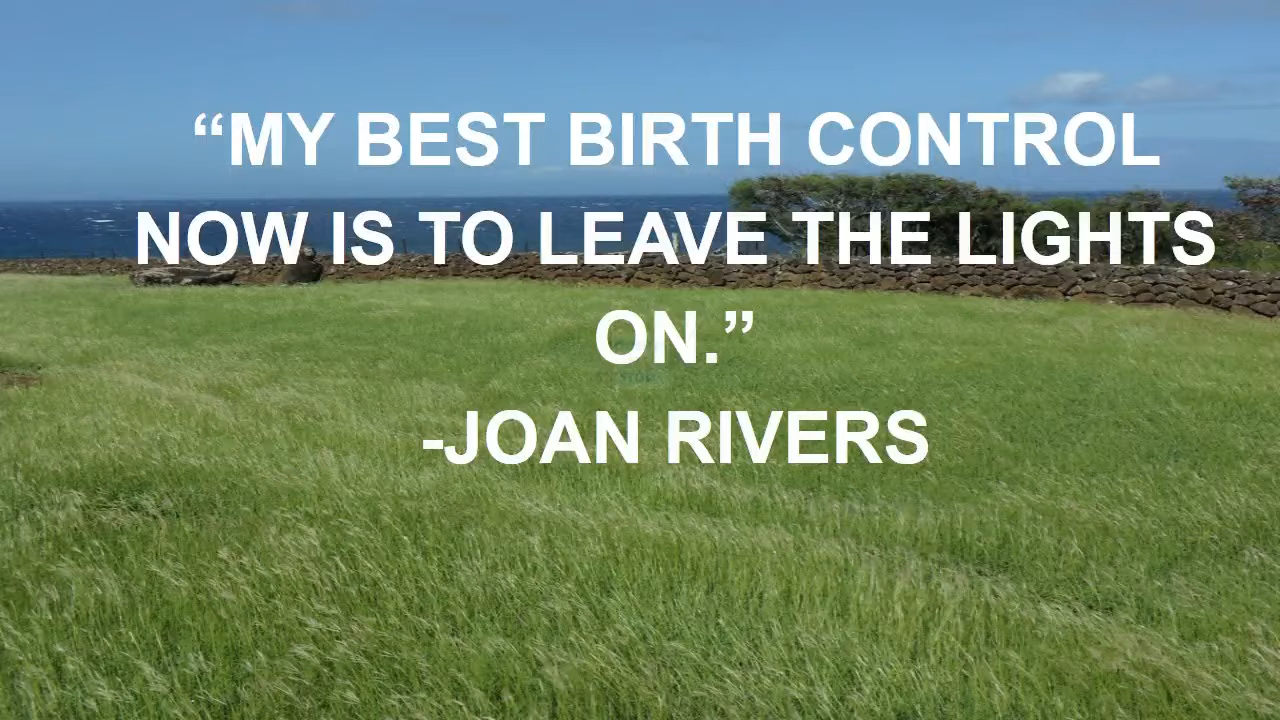 “MY BEST BIRTH CONTROL
NOW IS TO LEAVE THE LIGHTS
ON.”
-JOAN RIVERS